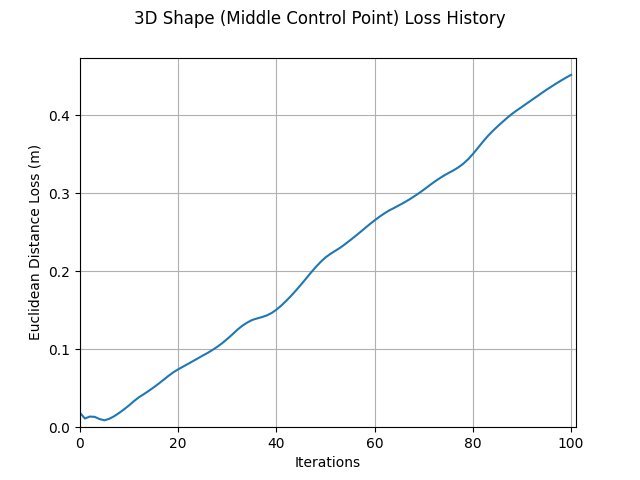 3D Shape (Middle Control Point) Loss History
Euclidean Distance Loss (m)
0.4
0.3
0.2
0.1
0.0
0 20 40 60 80 100
Iterations